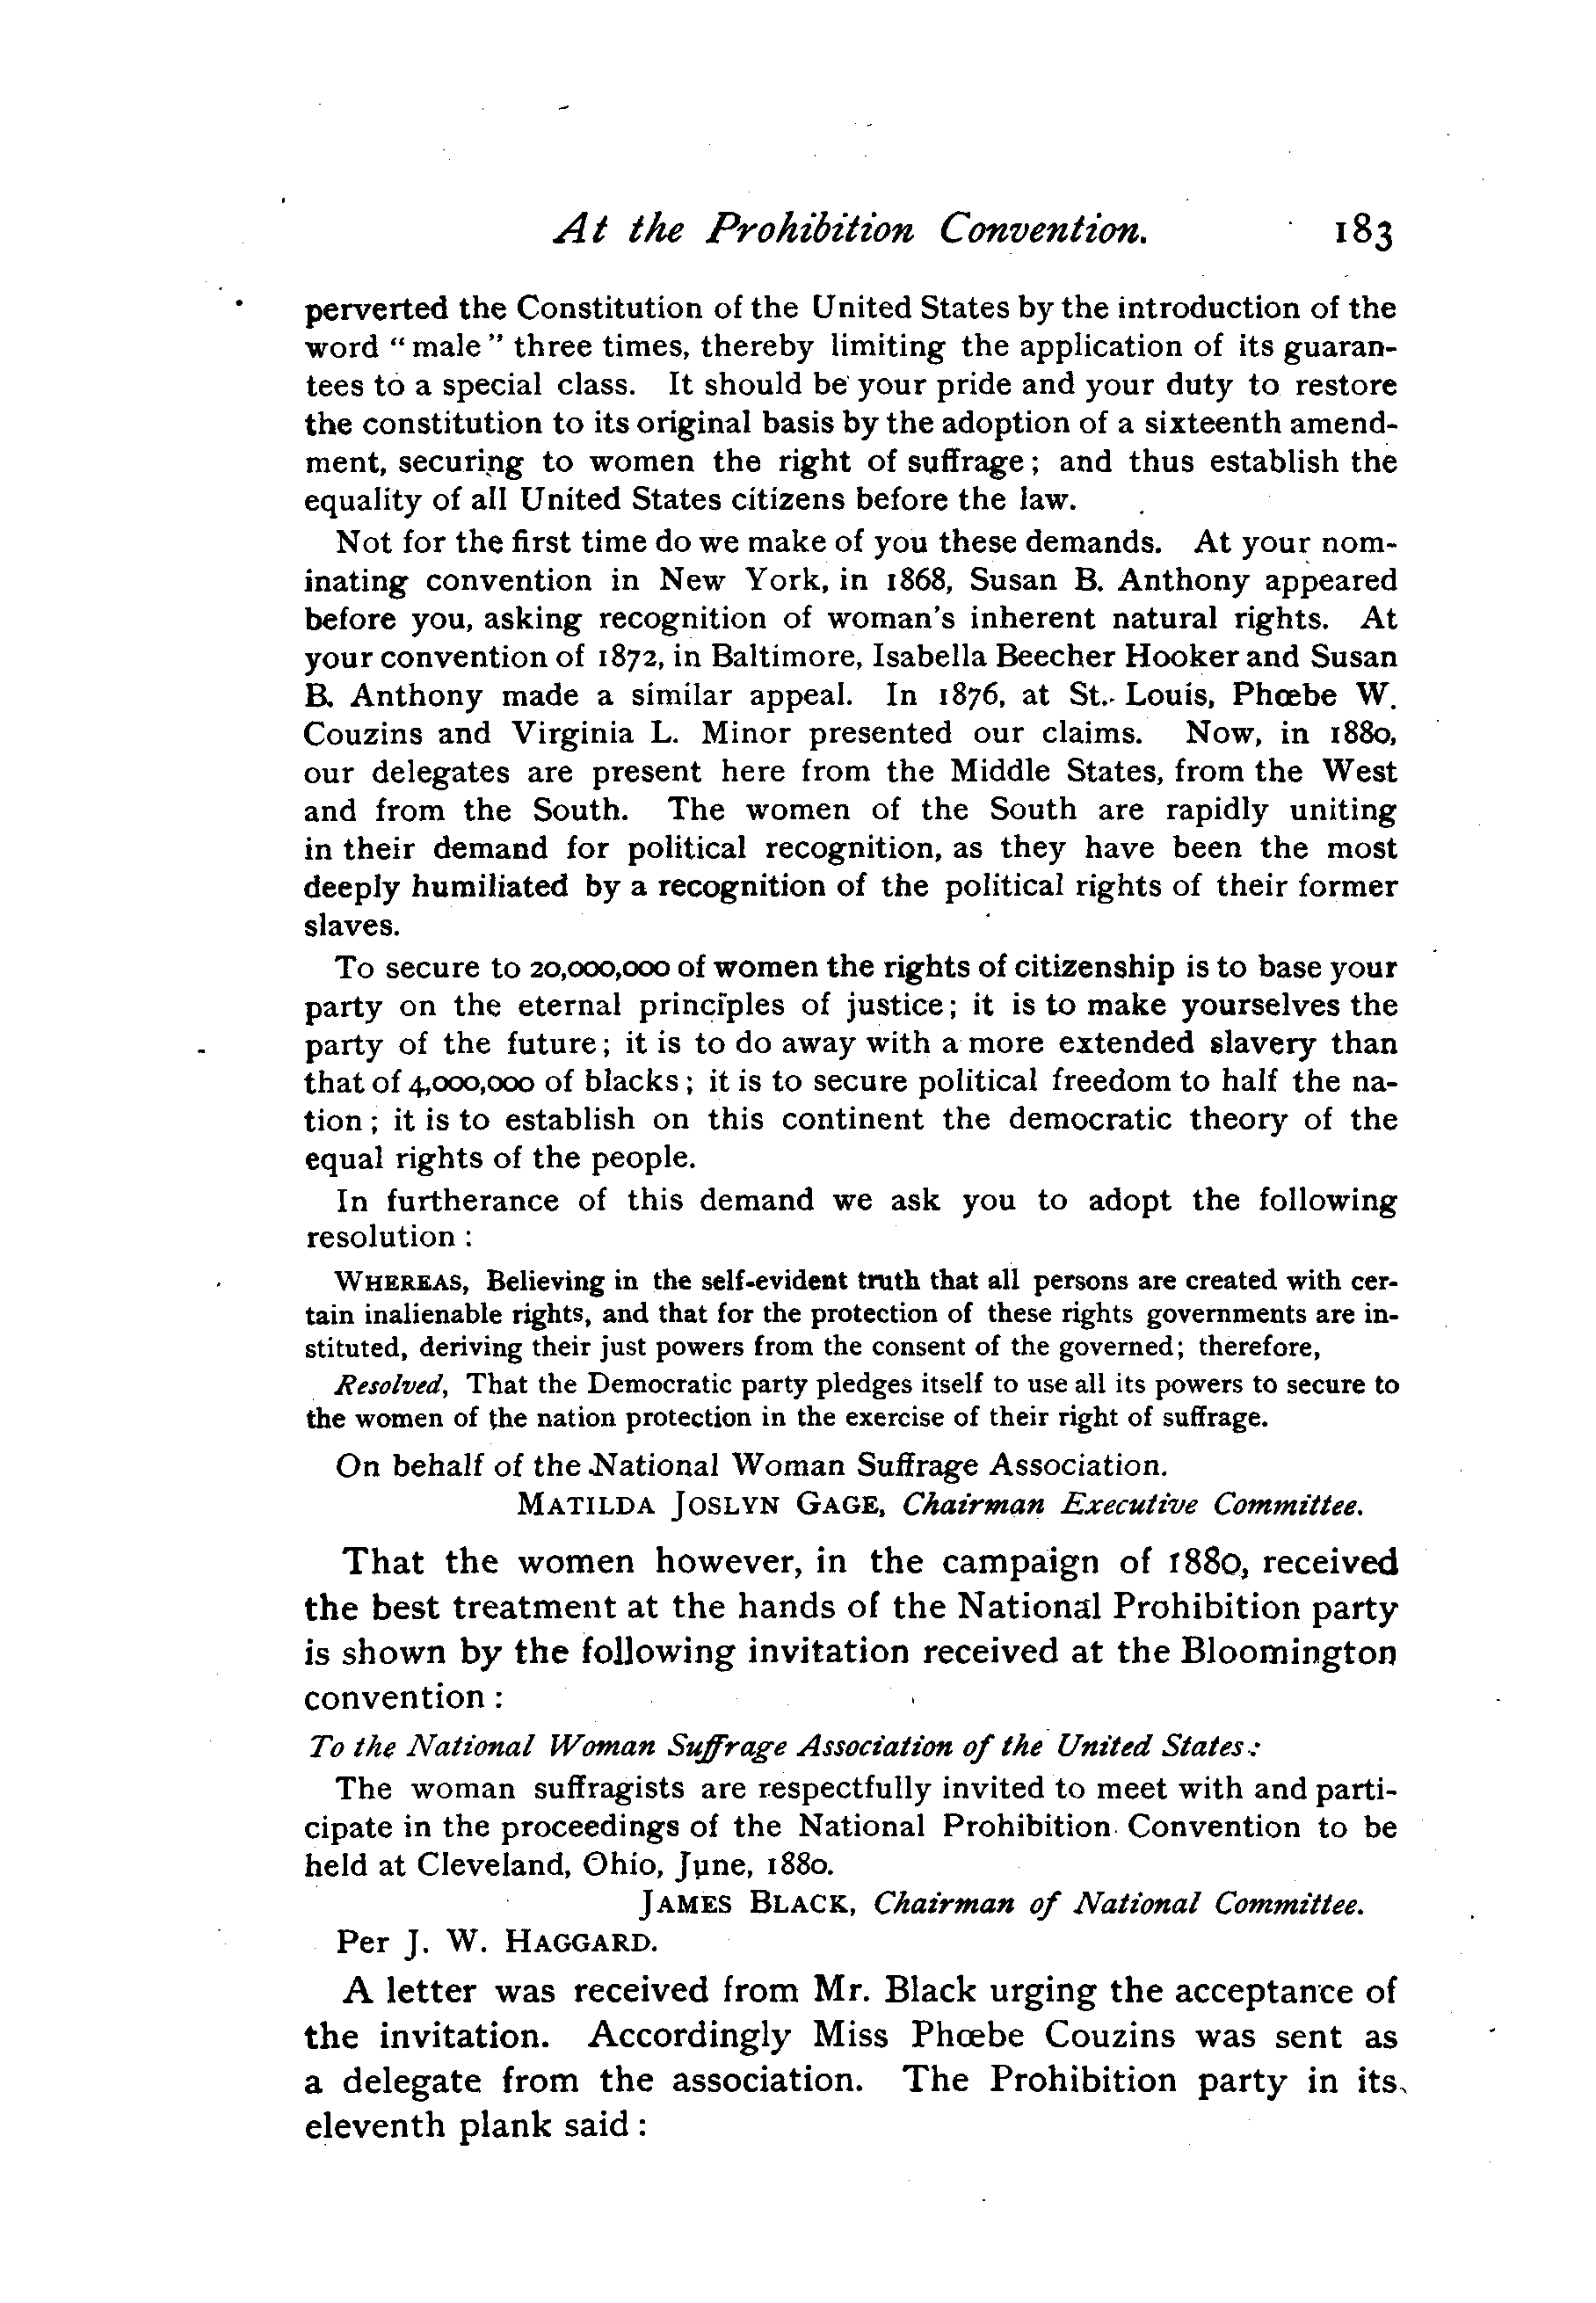 At the Prohibition Convention. 183
perverted the Constitution of the United States by the introduction of the
word "male" three times, thereby limiting the application of its guaran-
tees to a special class. It should be your pride and your duty to restore
the constitution to its original basis by the adoption of a sixteenth amend-
ment, securing to women the right of suffrage; and thus establish the
equality of all United States citizens before the law.
Not for the first time do we make of you these demands. At your nom-
inating convention in New York, in 1868, Susan B. Anthony appeared
before you, asking recognition of woman's inherent natural rights. At
your convention of 1872, in Baltimore, Isabella Beecher Hooker and Susan
B. Anthony made a similar appeal. In 1876, at St. Louis, Phœbe W.
Couzins and Virginia L. Minor presented our claims. Now, in 1880,
our delegates are present here from the Middle States, from the West
and from the South. The women of the South are rapidly uniting
in their demand for political recognition, as they have been the most
deeply humiliated by a recognition of the political rights of their former
slaves.
To secure to 20,000,000 of women the rights of citizenship is to base your
party on the eternal principles of justice; it is to make yourselves the
party of the future; it is to do away with a more extended slavery than
that of 4,000,000 of blacks; it is to secure political freedom to half the na-
tion; it is to establish on this continent the democratic theory of the
equal rights of the people.
In furtherance of this demand we ask you to adopt the following
resolution:
WHEREAS, Believing in the self-evident truth that all persons are created with cer-
tain inalienable rights, and that for the protection of these rights governments are in-
stituted, deriving their just powers from the consent of the governed; therefore,
Resolved, That the Democratic party pledges itself to use all its powers to secure to
the women of the nation protection in the exercise of their right of suffrage.
On behalf of the National Woman Suffrage Association.
MATILDA JOSLYN GAGE, Chairman Executive Committee.
That the women however, in the campaign of 1880, received
the best treatment at the hands of the National Prohibition party
is shown by the following invitation received at the Bloomington
convention:
To the National Woman Suffrage Association of the United States:
The woman suffragists are respectfully invited to meet with and parti-
cipate in the proceedings of the National Prohibition Convention to be
held at Cleveland, Ohio, June, 1880.
JAMES BLACK, Chairman of National Committee.
Per J. W. HAGGARD.
A letter was received from Mr. Black urging the acceptance of
the invitation. Accordingly Miss Phœbe Couzins was sent as
a delegate from the association. The Prohibition party in its
eleventh plank said: